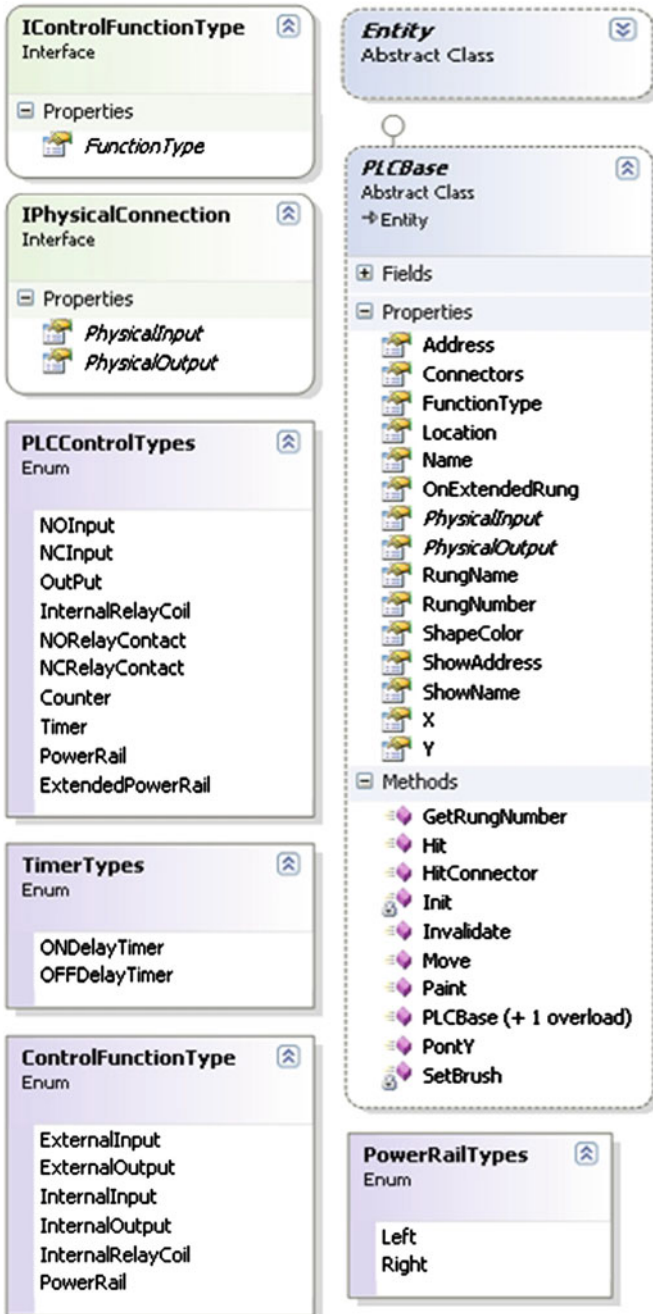 IControlFunctionType
Interface
Properties
FunctionType
IPhysicalConnection
Interface
Properties
PhysicalInput
PhysicalOutput
PLCControlTypes
Enum
NOInput
NCInput
OutPut
InternalRelayCoil
NORelayContact
NCRelayContact
Counter
Timer
PowerRail
ExtendedPowerRail
TimerTypes
Enum
ONDelayTimer
OFFDelayTimer
ControlFunctionType
Enum
ExternalInput
ExternalOutput
InternalInput
InternalOutput
InternalRelayCoil
PowerRail
Entity
Abstract Class
PLCBase
Abstract Class
Entity
Fields
Properties
Address
Connectors
FunctionType
Location
Name
OnExtendedRung
PhysicalInput
PhysicalOutput
RungName
RungNumber
ShapeColor
ShowAddress
ShowName
X
Y
Methods
GetRungNumber
Hit
HitConnector
Init
Invalidate
Move
Paint
PLCBase (+ 1 overload)
PontY
SetBrush
PowerRailTypes
Enum
Left
Right